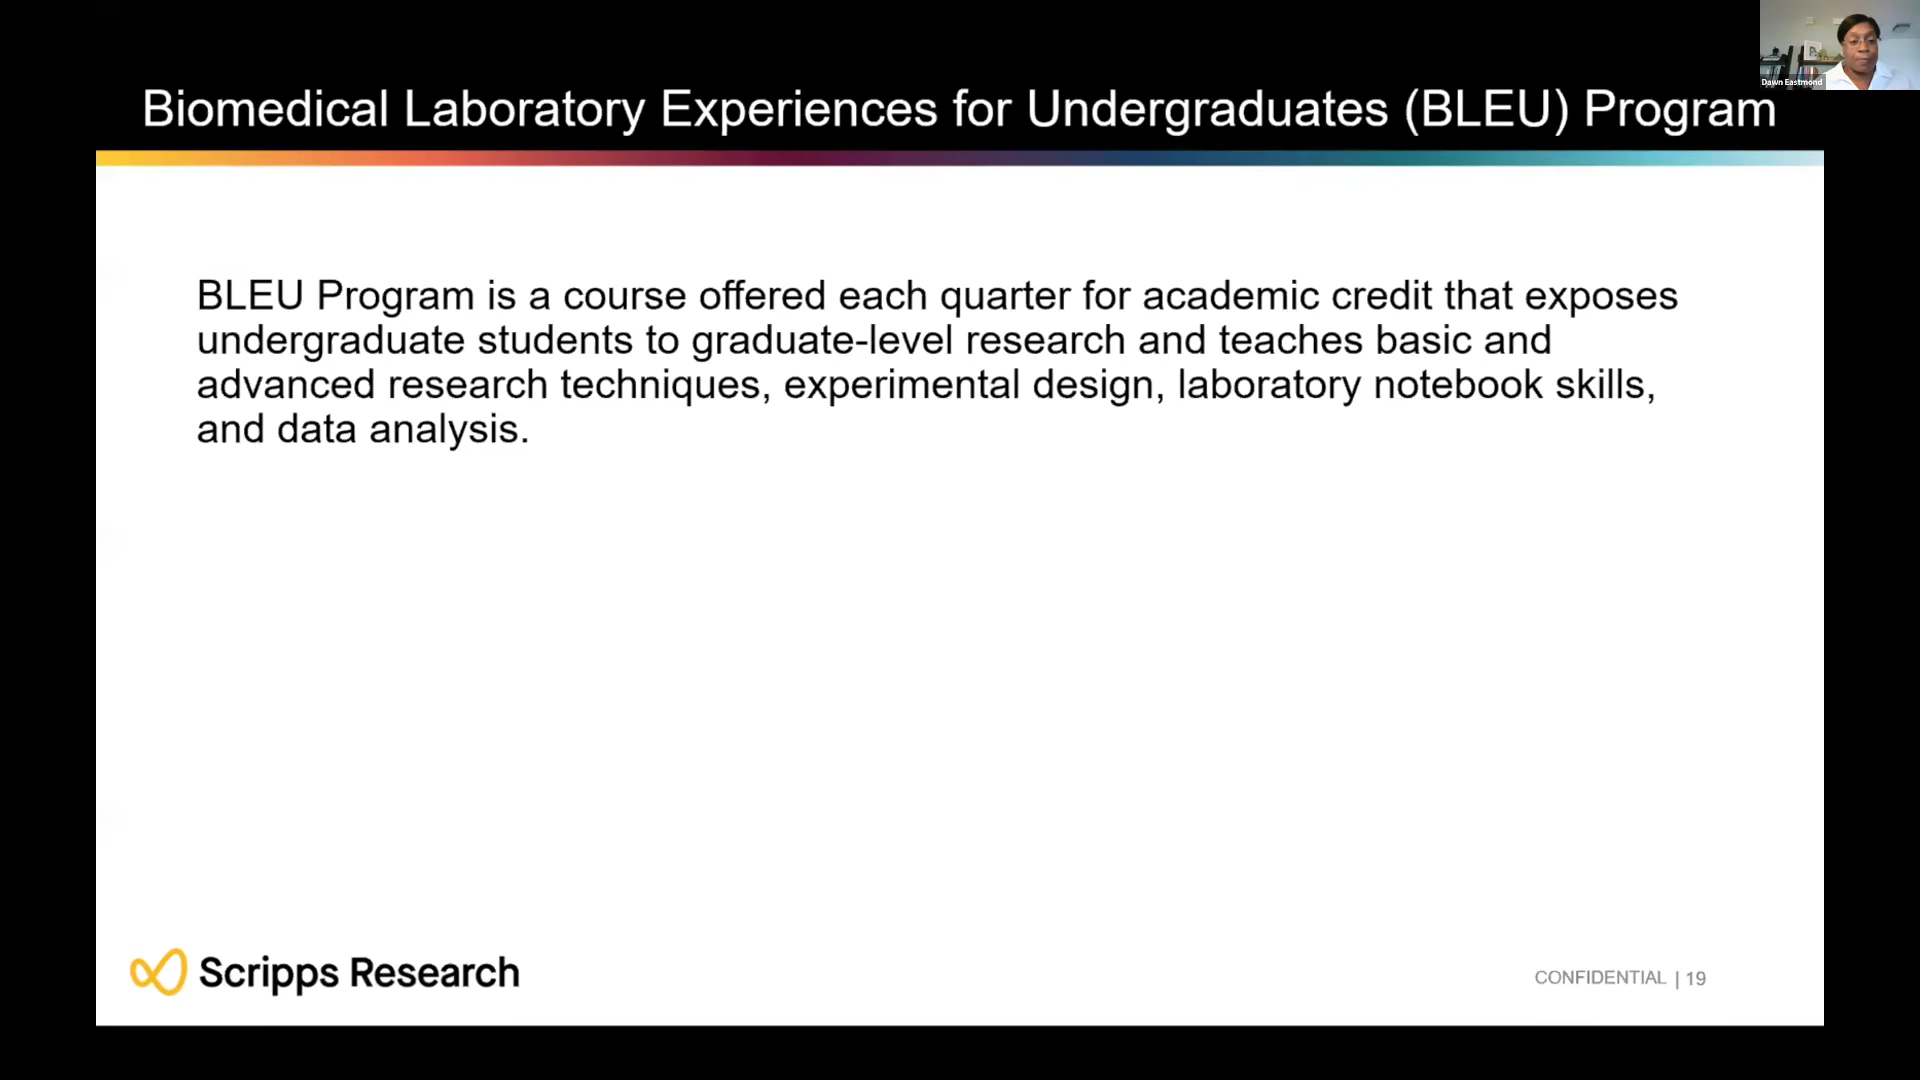 Dawn Eastmond
Biomedical Laboratory Experiences for Undergraduates (BLEU) Program
BLEU Program is a course offered each quarter for academic credit that exposes
undergraduate students to graduate-level research and teaches basic and
advanced research techniques, experimental design, laboratory notebook skills,
and data analysis.
Scripps Research
CONFIDENTIAL | 19